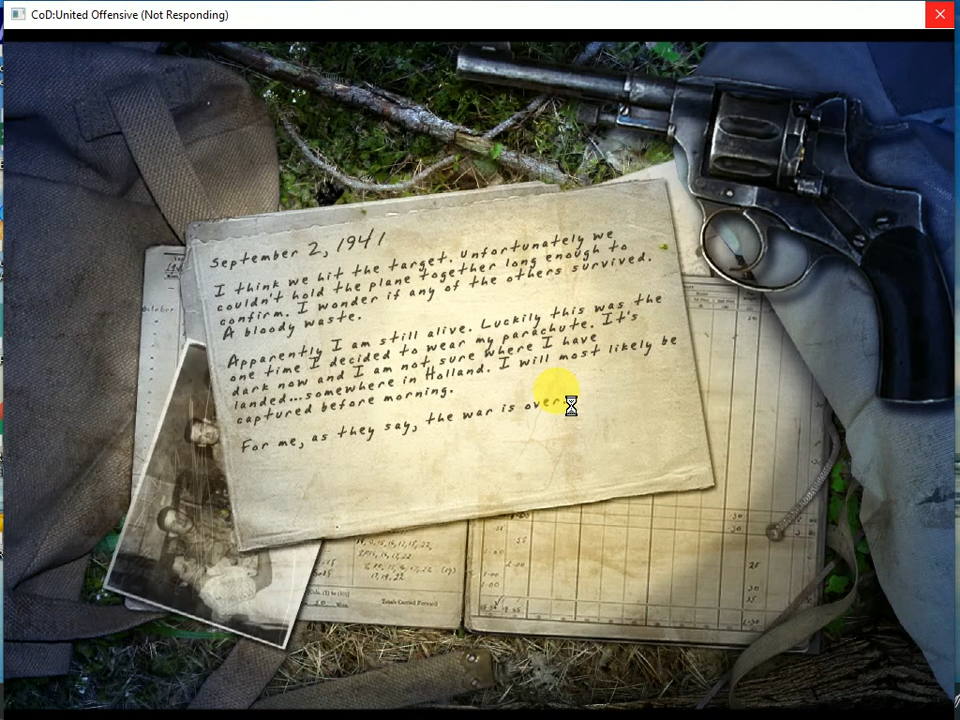 CoD:United Offensive (Not Responding)
September 2, 1941
I think we hit the target. Unfortunately we
couldn't hold the plane together long enough to
confirm. I wonder if any of the others survived.
A bloody waste.
Apparently I am still alive. Luckily this was the
one time I decided to wear my parachute. It's
dark now and I am not sure where I have
landed...somewhere in Holland. I will most likely be
captured before morning.
For me, as they say, the war is over.
October
Totals Carried Forward